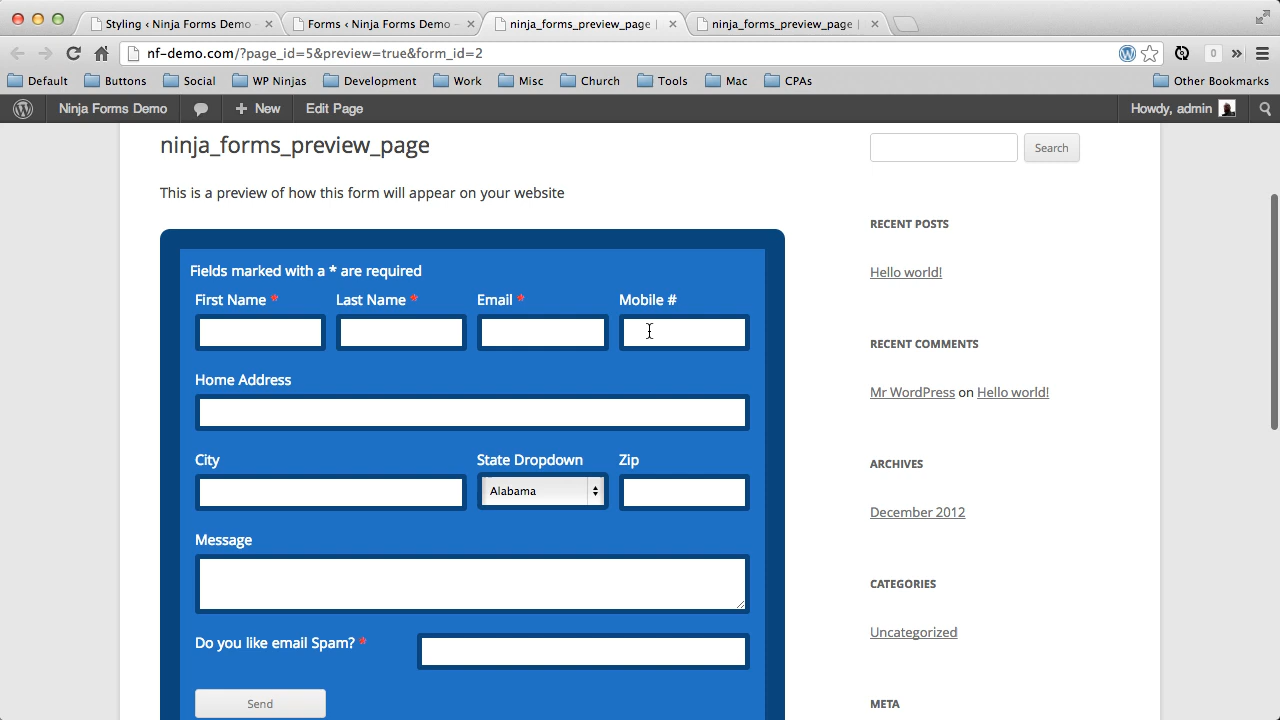 Styling ‹ Ninja Forms Demo
Forms ‹ Ninja Forms Demo
ninja_forms_preview_page |
ninja_forms_preview_page |
nf-demo.com/?page_id=5&preview=true&form_id=2
0
Default Buttons Social WP Ninjas Development Work Misc Church Tools Mac CPAs Other Bookmarks
Ninja Forms Demo + New Edit Page Howdy, admin
ninja_forms_preview_page
This is a preview of how this form will appear on your website
Fields marked with a * are required
First Name * Last Name * Email * Mobile #
Home Address
City State Dropdown Zip
Alabama
Message
Do you like email Spam? *
Send
Search
RECENT POSTS
Hello world!
RECENT COMMENTS
Mr WordPress on Hello world!
ARCHIVES
December 2012
CATEGORIES
Uncategorized
META